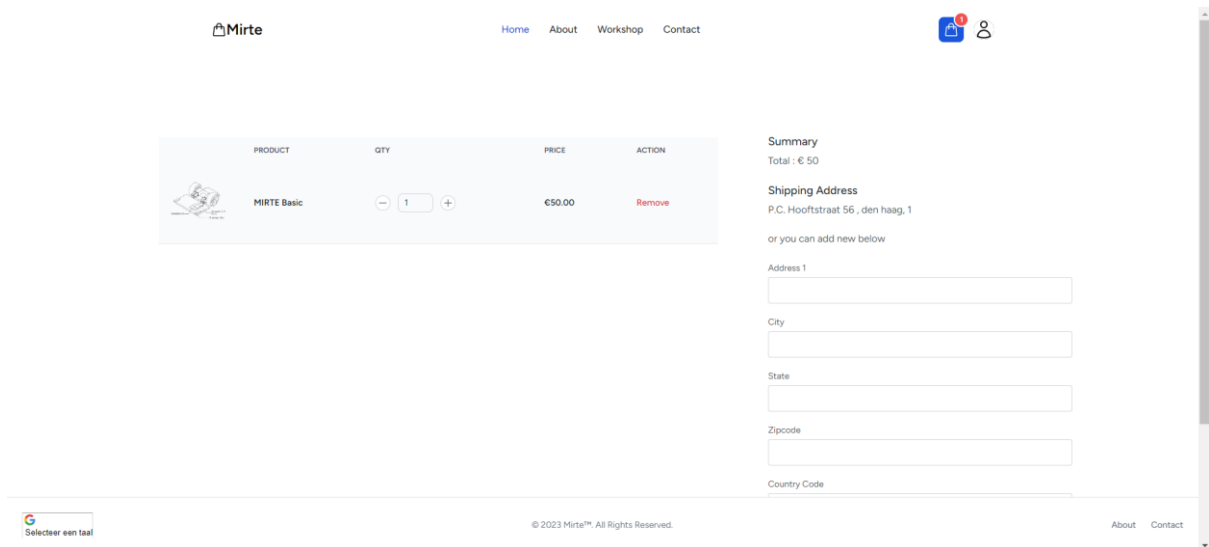 Mirte
Home About Workshop Contact
1
PRODUCT QTY PRICE ACTION
MIRTE Basic 1 €50.00 Remove
Summary
Total : € 50
Shipping Address
P.C. Hooftstraat 56 , den haag, 1
or you can add new below
Address 1
City
State
Zipcode
Country Code
Selecteer een taal
© 2023 Mirte™. All Rights Reserved.
About Contact